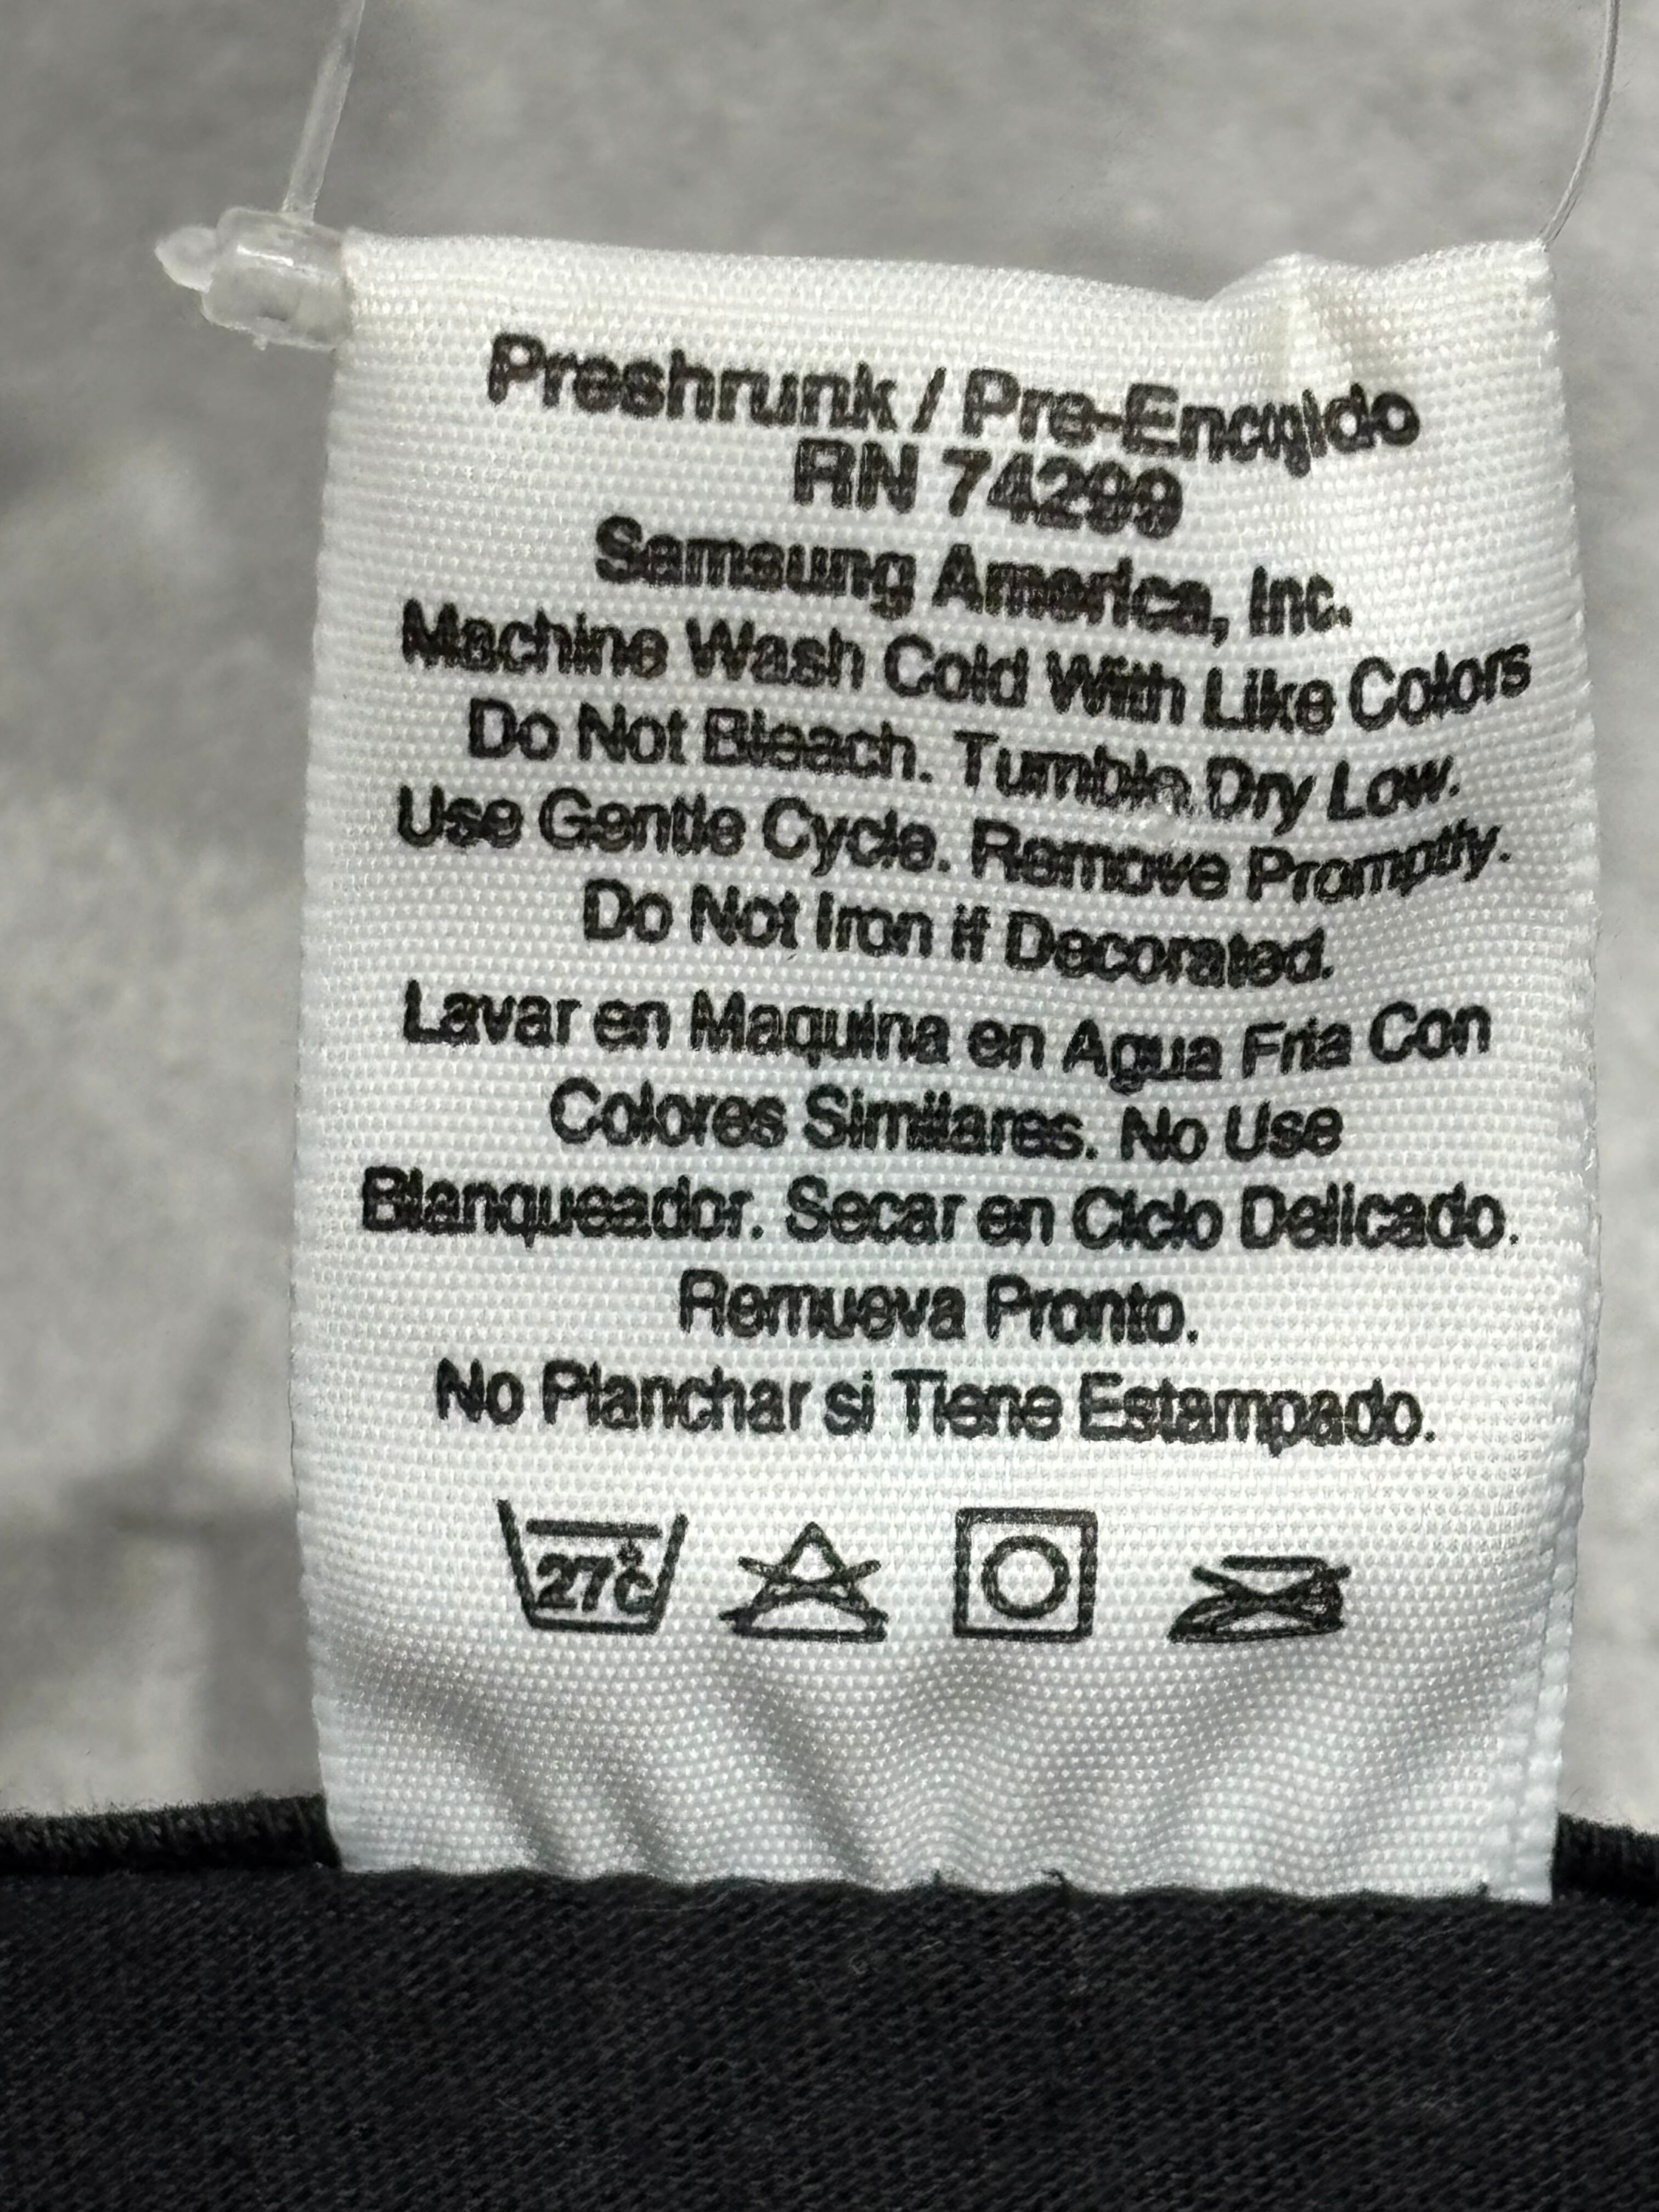 Preshrunk / Pre-Encogido
RN 74299
Samsung America, Inc.
Machine Wash Cold With Like Colors
Do Not Bleach. Tumble Dry Low.
Use Gentle Cycle. Remove Promptly.
Do Not Iron if Decorated.
Lavar en Maquina en Agua Fria Con
Colores Similares. No Use
Blanqueador. Secar en Ciclo Delicado.
Remueva Pronto.
No Planchar si Tiene Estampado.
27°C